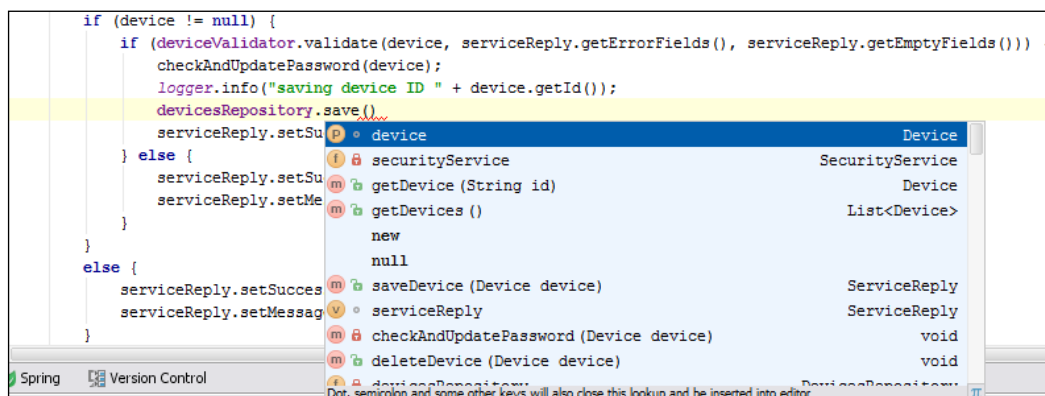 if (device != null) {
if (deviceValidator.validate(device, serviceReply.getErrorFields(), serviceReply.getEmptyFields()))
checkAndUpdatePassword(device);
logger.info("saving device ID " + device.getId());
devicesRepository.save()
serviceReply.setSu
} else {
serviceReply.setSu
serviceReply.setMe
}
}
else {
serviceReply.setSucces
serviceReply.setMessag
}
P device Device
f securityService SecurityService
m getDevice(String id) Device
m getDevices() List<Device>
new
null
m saveDevice(Device device) ServiceReply
v serviceReply ServiceReply
m checkAndUpdatePassword(Device device) void
m deleteDevice(Device device) void
f devicesRepository DevicesRepository
Dot, semicolon and some other keys will also close this lookup and be inserted into editor π
Spring Version Control